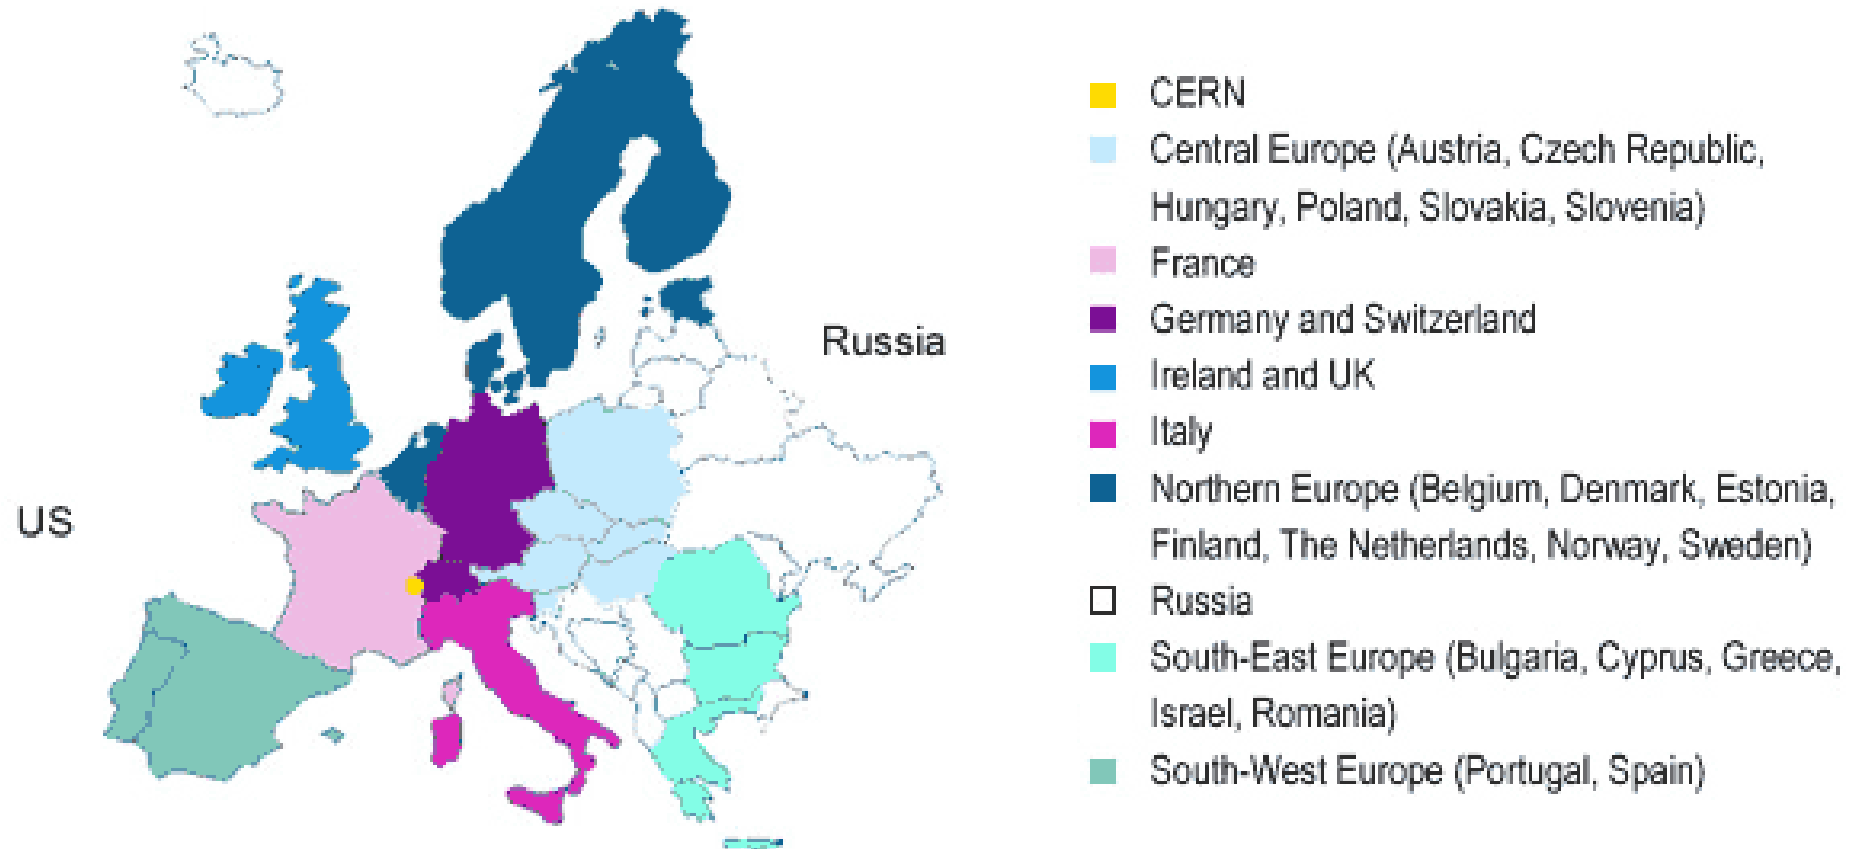 Russia
US
CERN
Central Europe (Austria, Czech Republic,
Hungary, Poland, Slovakia, Slovenia)
France
Germany and Switzerland
Ireland and UK
Italy
Northern Europe (Belgium, Denmark, Estonia,
Finland, The Netherlands, Norway, Sweden)
Russia
South-East Europe (Bulgaria, Cyprus, Greece,
Israel, Romania)
South-West Europe (Portugal, Spain)